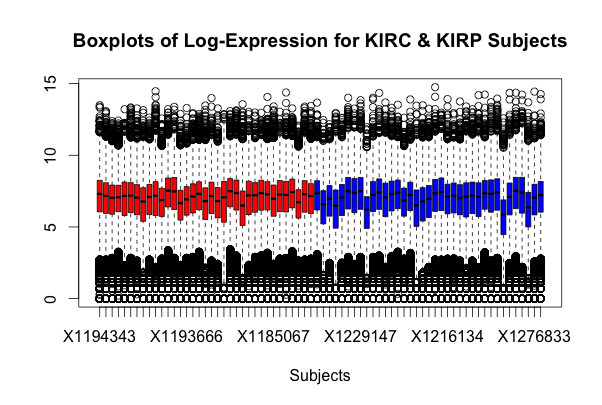 Boxplots of Log-Expression for KIRC & KIRP Subjects
15
10
5
0
X1194343 X1193666 X1185067 X1229147 X1216134 X1276833
Subjects